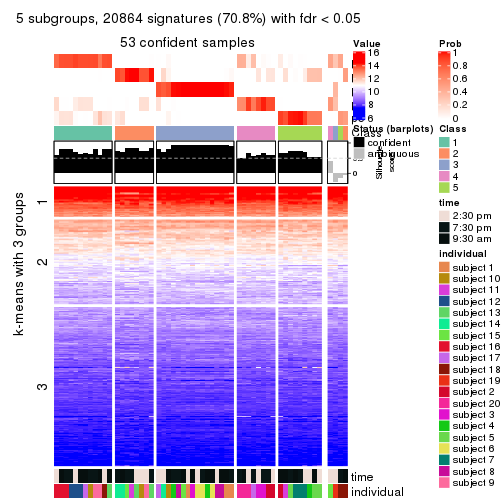 5 subgroups, 20864 signatures (70.8%) with fdr < 0.05
53 confident samples
k-means with 3 groups
1
2
3
Class
Silhouette
score
0
time
individual
Value
16
14
12
10
8
6
Status (barplots)
confident
ambiguous
Prob
1
0.8
0.6
0.4
0.2
0
Class
1
2
3
4
5
time
2:30 pm
7:30 pm
9:30 am
individual
subject 1
subject 10
subject 11
subject 12
subject 13
subject 14
subject 15
subject 16
subject 17
subject 18
subject 19
subject 2
subject 20
subject 3
subject 4
subject 5
subject 6
subject 7
subject 8
subject 9